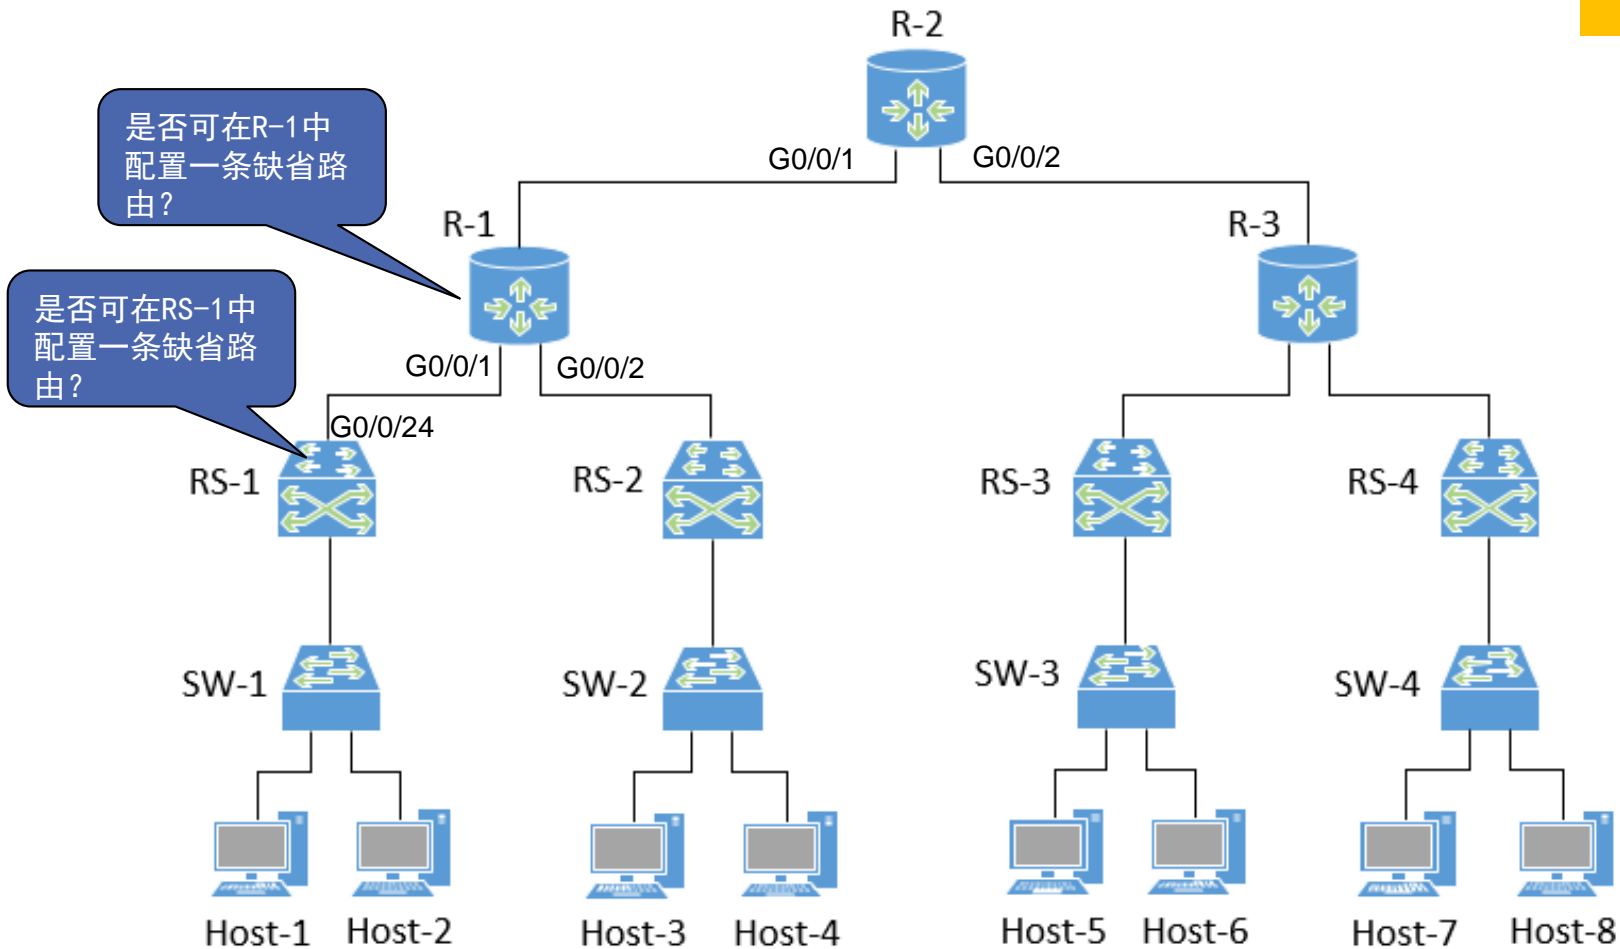 R-2
是否可在R-1中
配置一条缺省路
由?
G0/0/1
G0/0/2
R-1
R-3
是否可在RS-1中
配置一条缺省路
由?
G0/0/1
G0/0/2
G0/0/24
RS-1
RS-2
RS-3
RS-4
SW-1
SW-2
SW-3
SW-4
Host-1
Host-2
Host-3
Host-4
Host-5
Host-6
Host-7
Host-8